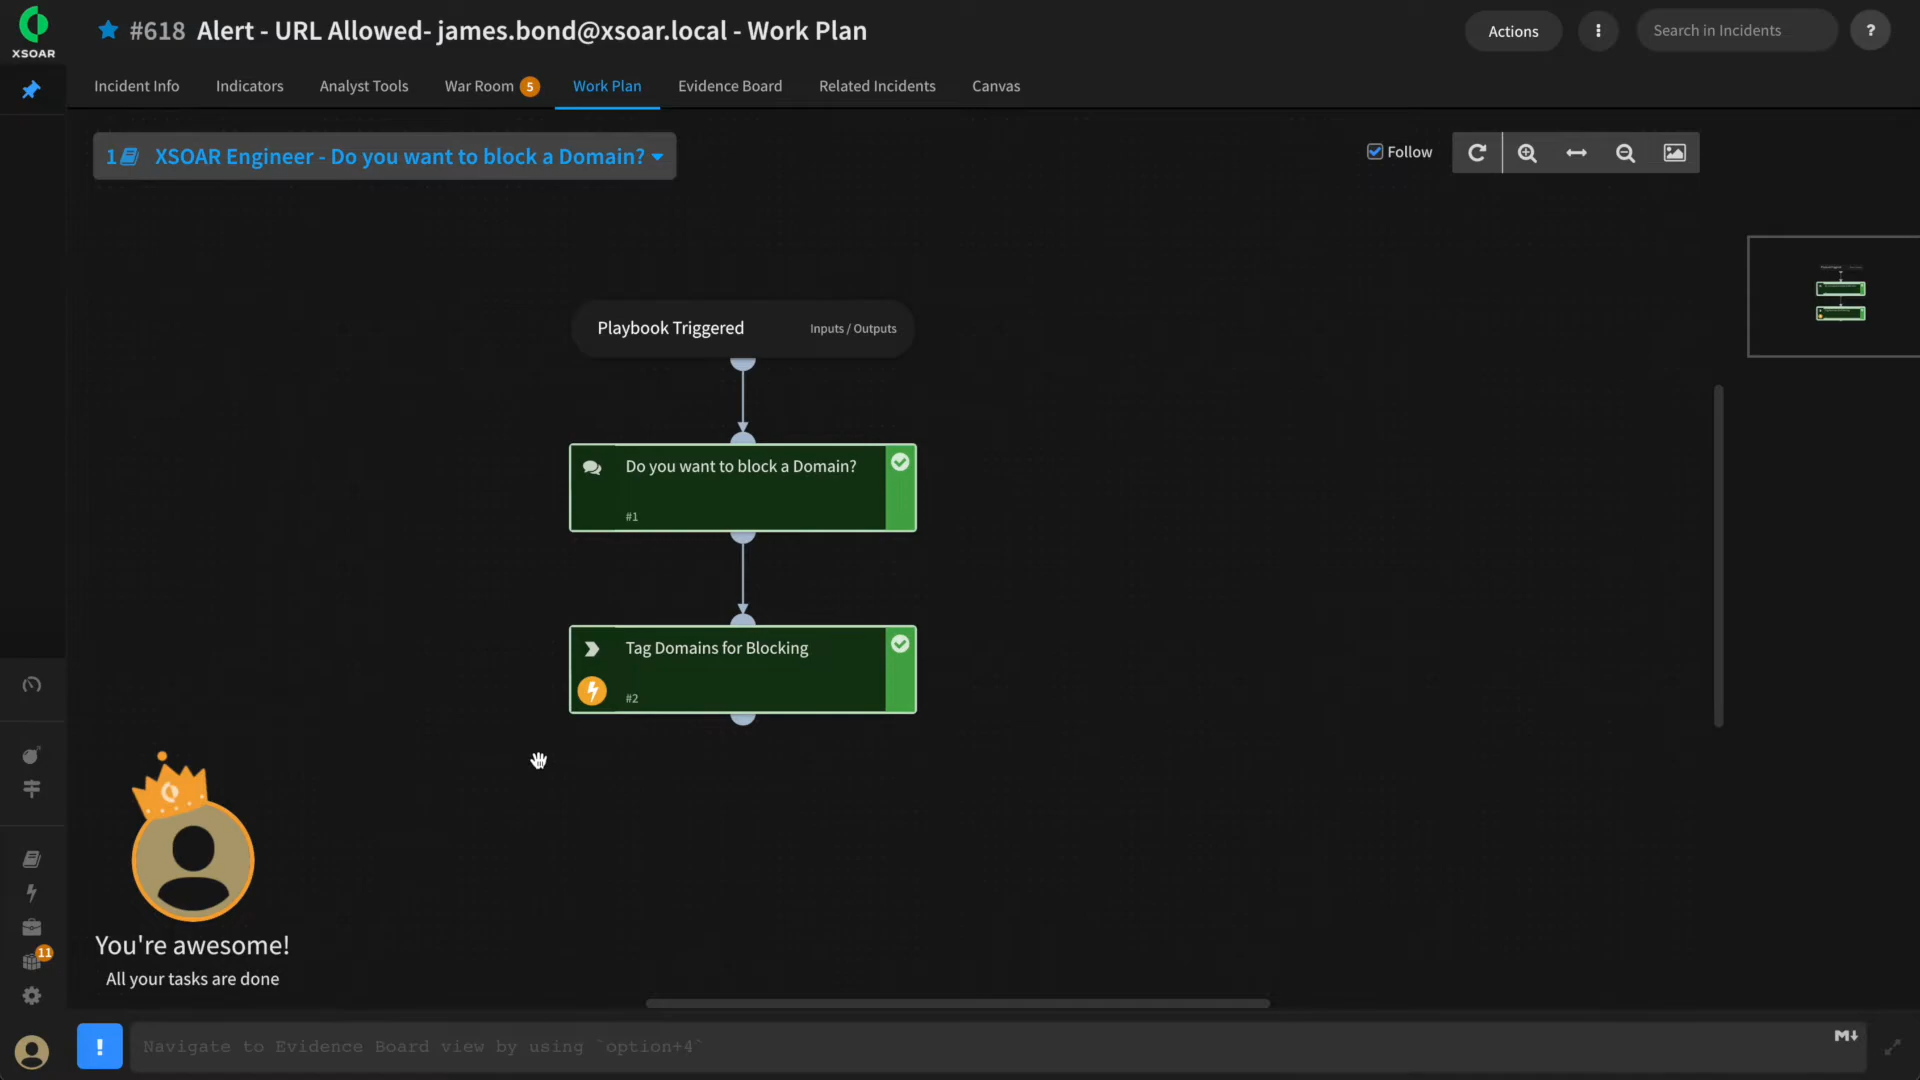 XSOAR
#618 Alert - URL Allowed- james.bond@xsoar.local - Work Plan
Actions
Search in Incidents
?
Incident Info
Indicators
Analyst Tools
War Room 5
Work Plan
Evidence Board
Related Incidents
Canvas
1 XSOAR Engineer - Do you want to block a Domain?
Follow
Playbook Triggered
Inputs / Outputs
Do you want to block a Domain?
#1
Tag Domains for Blocking
#2
11
You're awesome!
All your tasks are done
!
Navigate to Evidence Board view by using `option+4`
M